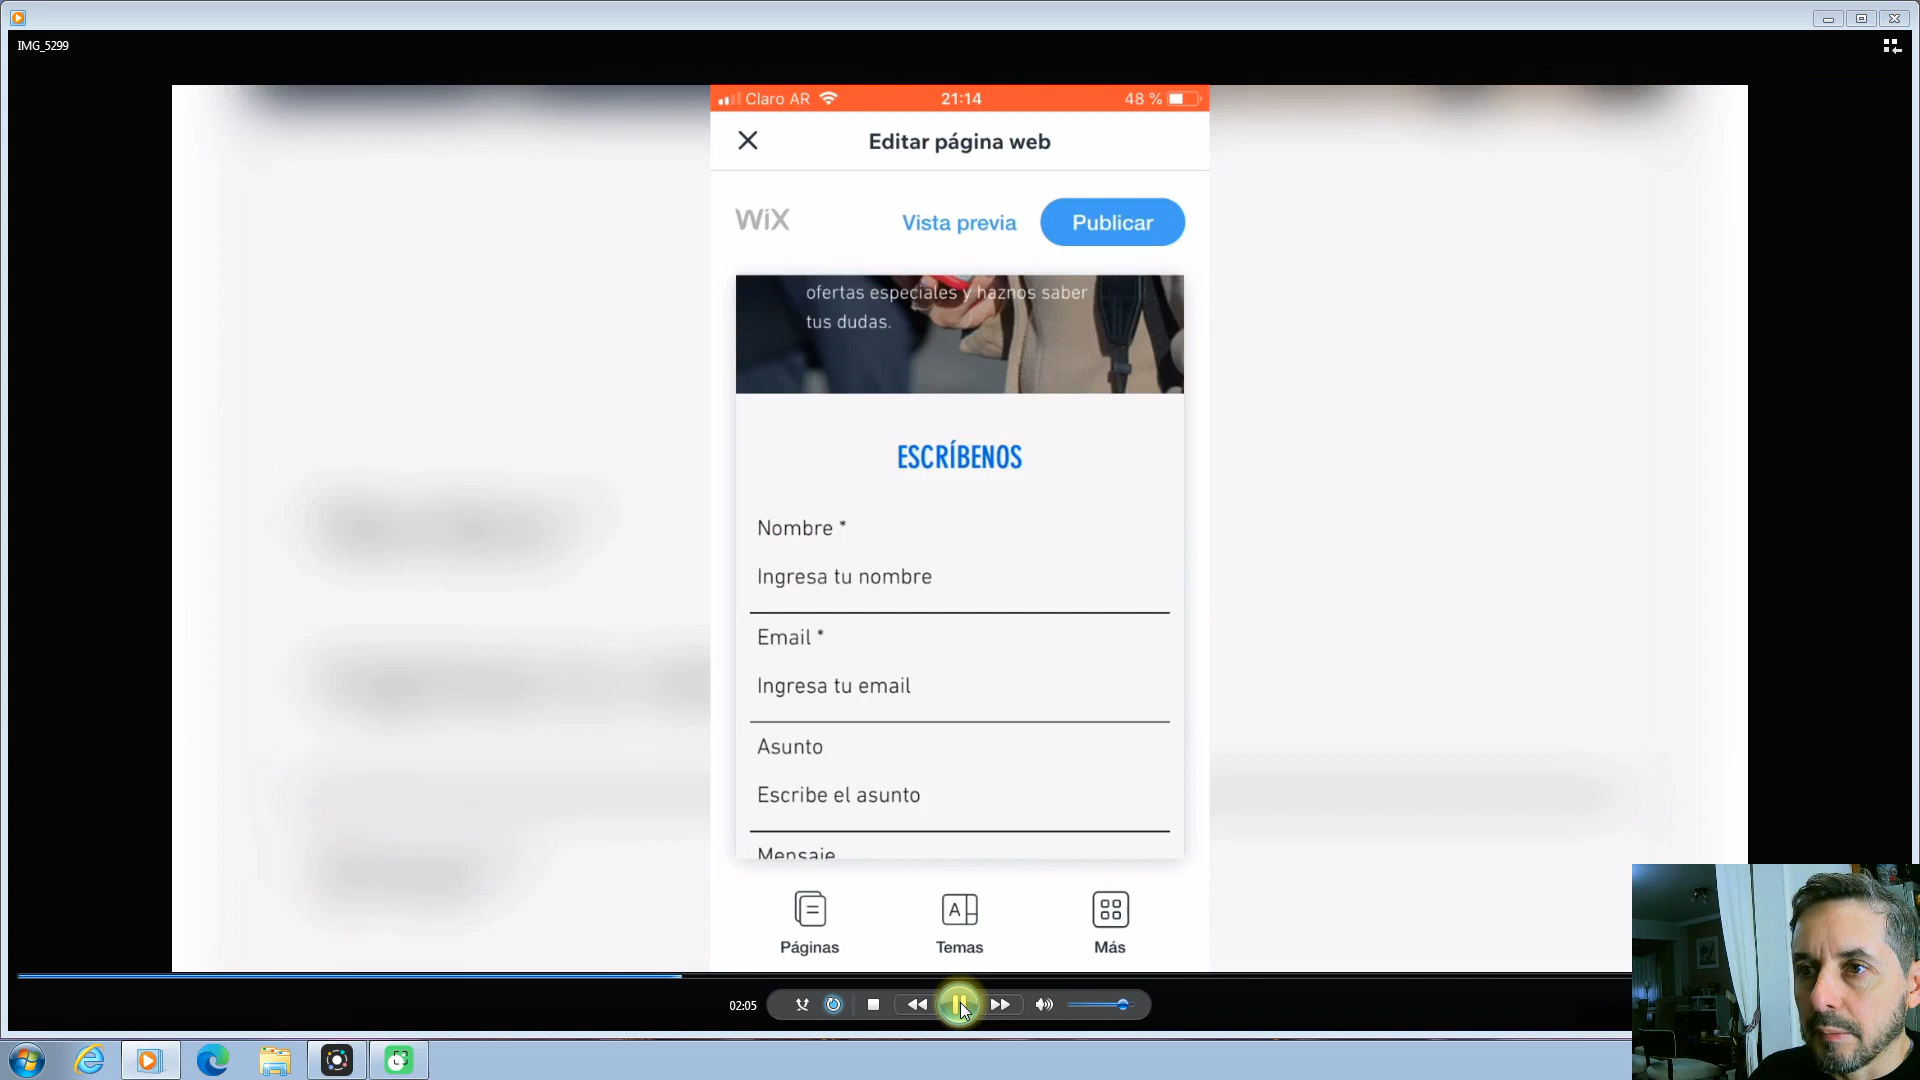 IMG_5299
Claro AR 21:14 48 %
Editar página web
WiX Vista previa Publicar
ofertas especiales y haznos saber
tus dudas.
ESCRÍBENOS
Nombre *
Ingresa tu nombre
Email *
Ingresa tu email
Asunto
Escribe el asunto
Mensaje
Páginas Temas Más
02:05